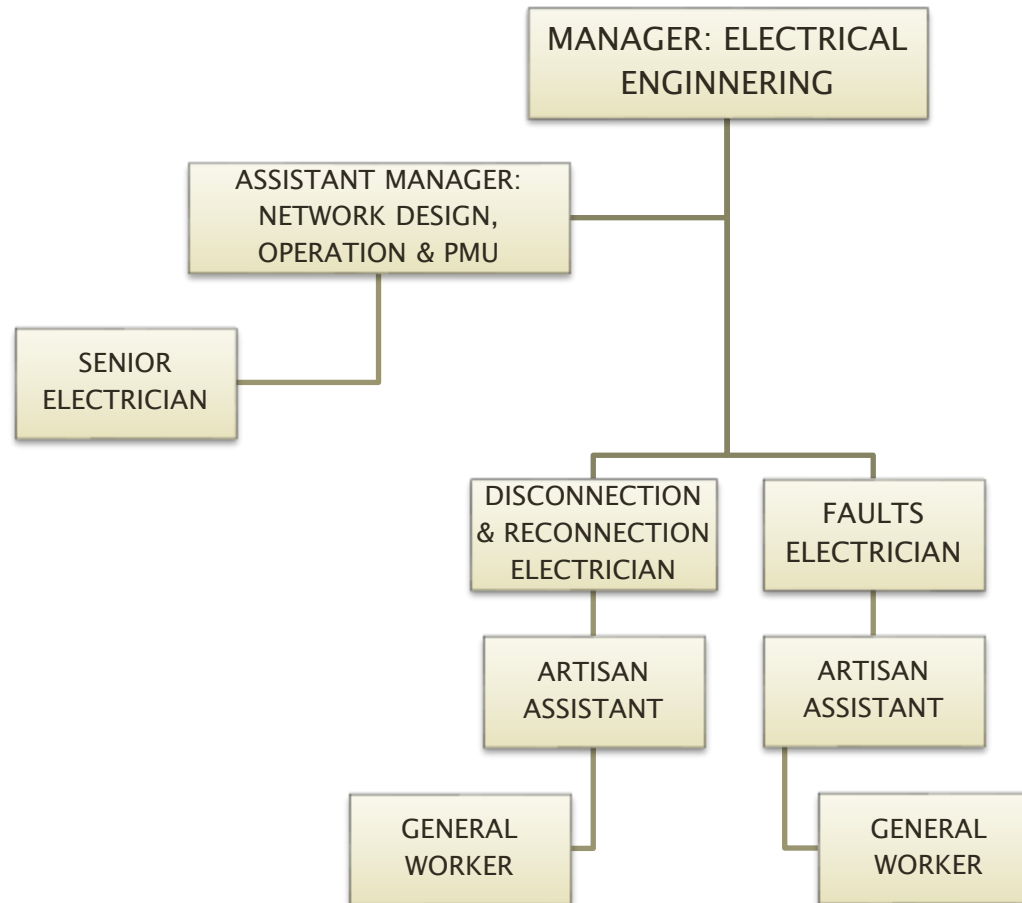 MANAGER: ELECTRICAL
ENGINNERING
ASSISTANT MANAGER:
NETWORK DESIGN,
OPERATION & PMU
SENIOR
ELECTRICIAN
DISCONNECTION
& RECONNECTION
ELECTRICIAN
FAULTS
ELECTRICIAN
ARTISAN
ASSISTANT
ARTISAN
ASSISTANT
GENERAL
WORKER
GENERAL
WORKER